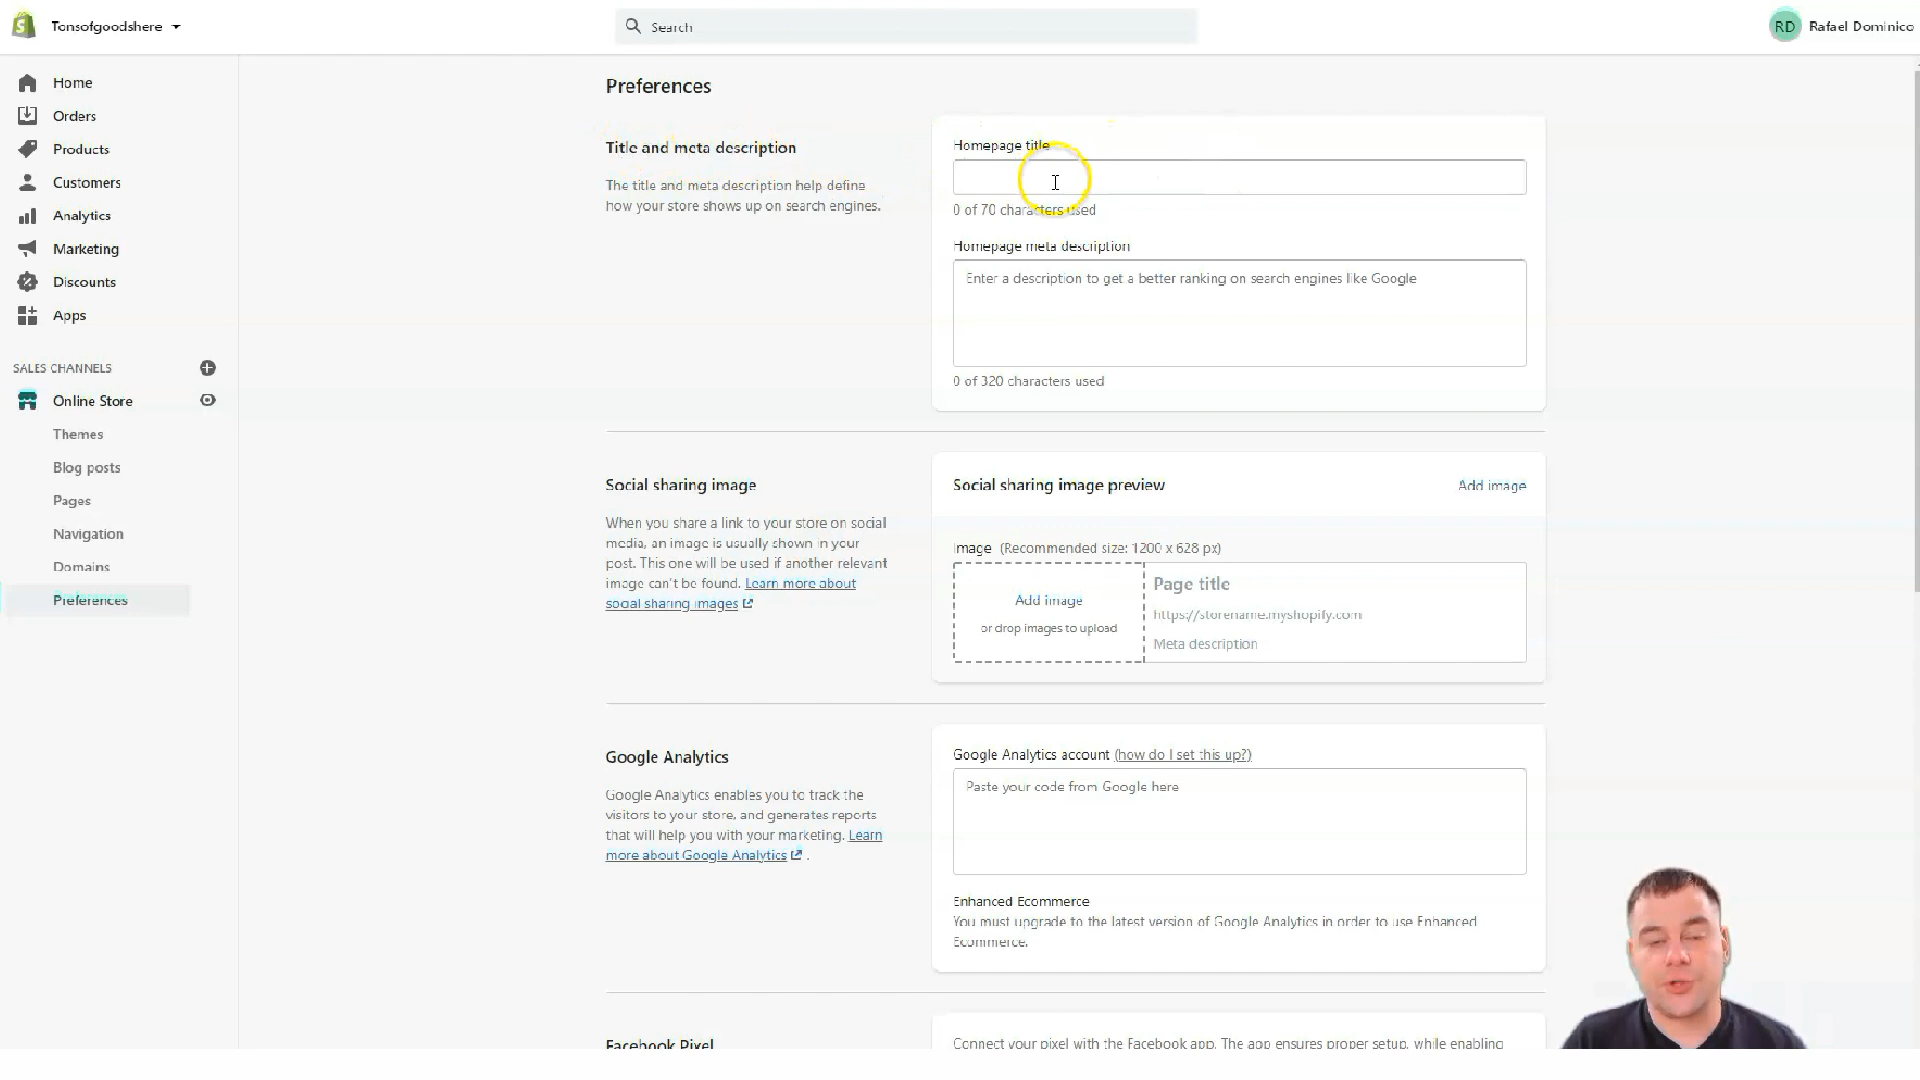 Tonsofgoodshere
Search
RD
Rafael Dominico
Home
Orders
Products
Customers
Analytics
Marketing
Discounts
Apps
SALES CHANNELS
Online Store
Themes
Blog posts
Pages
Navigation
Domains
Preferences
Preferences
Title and meta description
The title and meta description help define
how your store shows up on search engines.
Homepage title
0 of 70 characters used
Homepage meta description
Enter a description to get a better ranking on search engines like Google
0 of 320 characters used
Social sharing image
When you share a link to your store on social
media, an image is usually shown in your
post. This one will be used if another relevant
image can't be found. Learn more about
social sharing images
Social sharing image preview
Add image
Image (Recommended size: 1200 x 628 px)
Add image
or drop images to upload
Page title
https://storename.myshopify.com
Meta description
Google Analytics
Google Analytics enables you to track the
visitors to your store, and generates reports
that will help you with your marketing. Learn
more about Google Analytics .
Google Analytics account (how do I set this up?)
Paste your code from Google here
Enhanced Ecommerce
You must upgrade to the latest version of Google Analytics in order to use Enhanced
Ecommerce.
Facebook Pixel
Connect your pixel with the Facebook app. The app ensures proper setup, while enabling